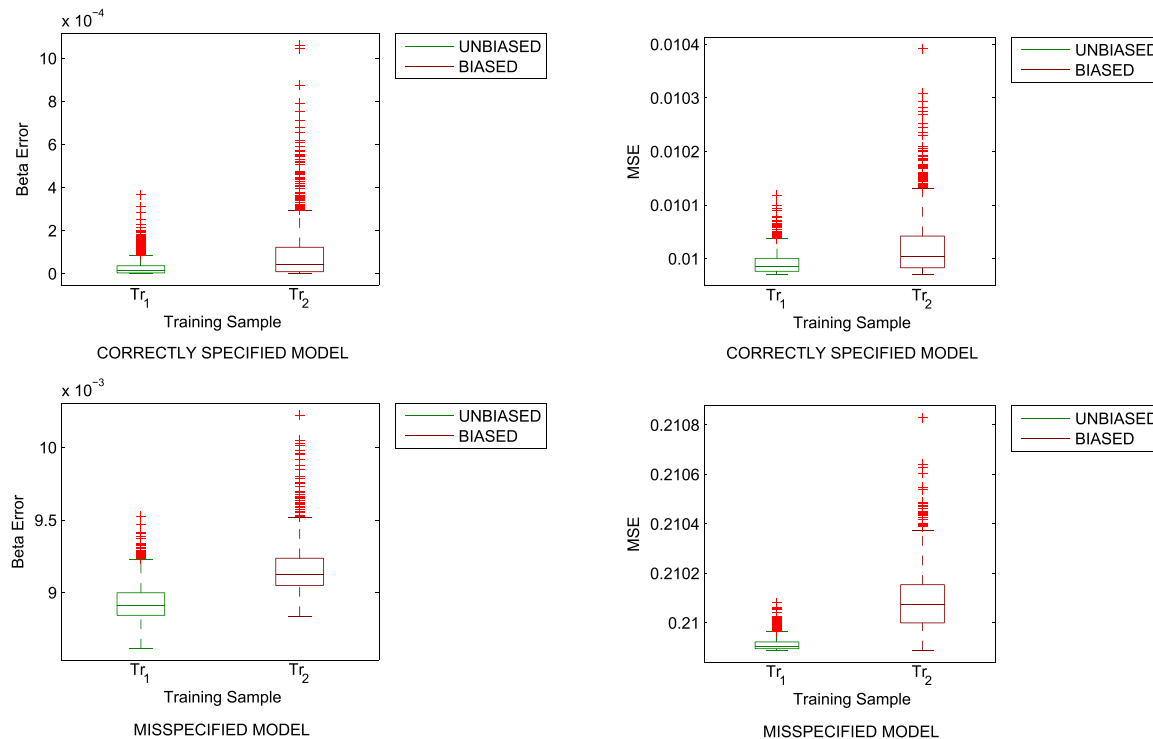 x 10⁻⁴
10
8
6
4
2
0
Beta Error
Tr₁
Tr₂
Training Sample
CORRECTLY SPECIFIED MODEL
UNBIASED
BIASED
0.0104
0.0103
0.0102
0.0101
0.01
MSE
Tr₁
Tr₂
Training Sample
CORRECTLY SPECIFIED MODEL
UNBIASED
BIASED
x 10⁻³
10
9.5
9
Beta Error
Tr₁
Tr₂
Training Sample
MISSPECIFIED MODEL
UNBIASED
BIASED
0.2108
0.2106
0.2104
0.2102
0.21
MSE
Tr₁
Tr₂
Training Sample
MISSPECIFIED MODEL
UNBIASED
BIASED